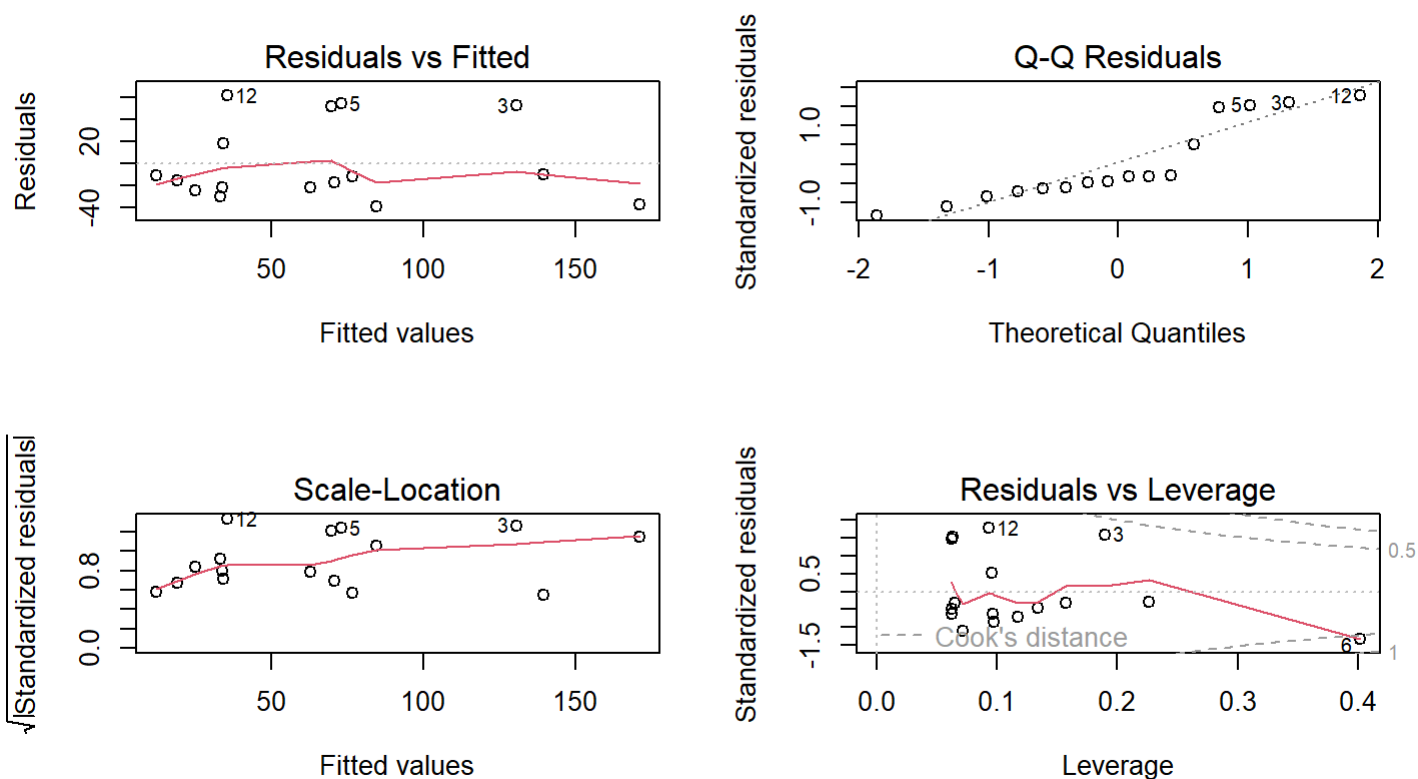 Residuals vs Fitted
Residuals
20
-40
12
5
3
50
100
150
Fitted values
Q-Q Residuals
Standardized residuals
1.0
-1.0
5
3
12
-2
-1
0
1
2
Theoretical Quantiles
Scale-Location
√|Standardized residuals|
0.8
0.0
12
5
3
50
100
150
Fitted values
Residuals vs Leverage
Standardized residuals
0.5
-1.5
12
3
6
Cook's distance
0.5
1
0.0
0.1
0.2
0.3
0.4
Leverage